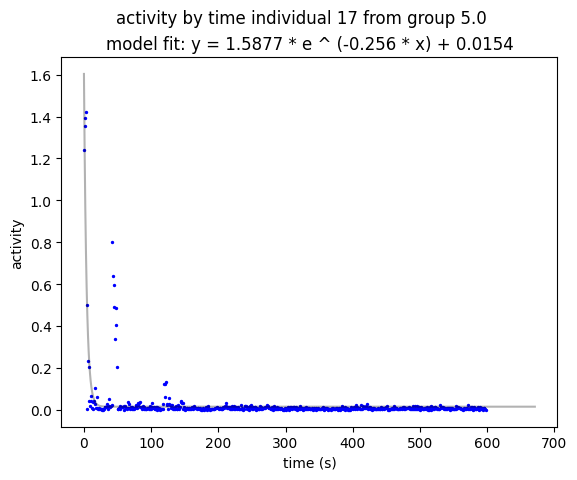 activity by time individual 17 from group 5.0
model fit: y = 1.5877 * e ^ (-0.256 * x) + 0.0154
1.6
1.4
1.2
1.0
0.8
0.6
0.4
0.2
0.0
activity
0 100 200 300 400 500 600 700
time (s)